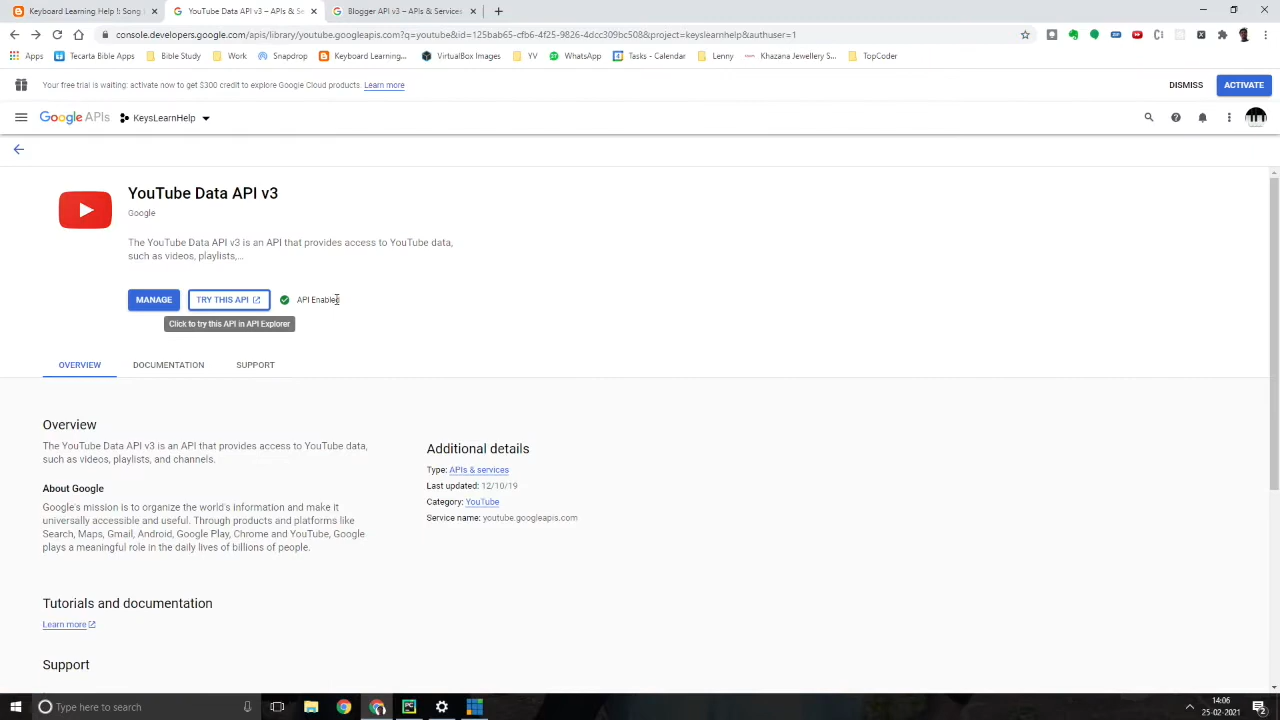 Keyboard Learning Help !: Song
YouTube Data API v3 – APIs & Se
Blogger API v3 – APIs & Services
console.developers.google.com/apis/library/youtube.googleapis.com?q=youtube&id=125bab65-cfb6-4f25-9826-4dcc309bc508&project=keyslearnhelp&authuser=1
Apps Tecarta Bible Apps Bible Study Work Snapdrop Keyboard Learning... VirtualBox Images YV WhatsApp Tasks - Calendar Lenny Khazana Jewellery S... TopCoder
Your free trial is waiting: activate now to get $300 credit to explore Google Cloud products. Learn more DISMISS ACTIVATE
Google APIs KeysLearnHelp
YouTube Data API v3
Google
The YouTube Data API v3 is an API that provides access to YouTube data,
such as videos, playlists,...
MANAGE TRY THIS API API Enabled
Click to try this API in API Explorer
OVERVIEW DOCUMENTATION SUPPORT
Overview
The YouTube Data API v3 is an API that provides access to YouTube data,
such as videos, playlists, and channels.
About Google
Google's mission is to organize the world's information and make it
universally accessible and useful. Through products and platforms like
Search, Maps, Gmail, Android, Google Play, Chrome and YouTube, Google
plays a meaningful role in the daily lives of billions of people.
Additional details
Type: APIs & services
Last updated: 12/10/19
Category: YouTube
Service name: youtube.googleapis.com
Tutorials and documentation
Learn more
Support
Type here to search
14:06
25-02-2021